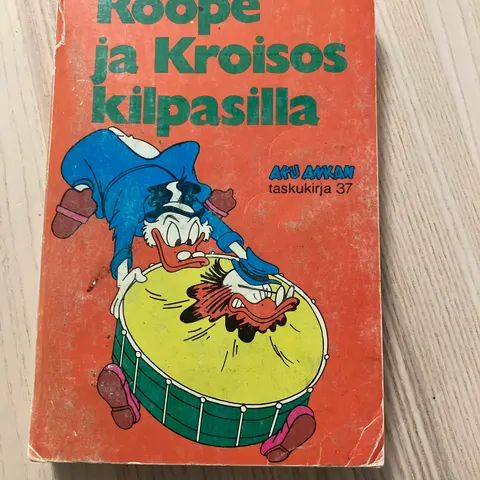 Roope
ja Kroisos
kilpasilla
AKU ANKAN
taskukirja 37